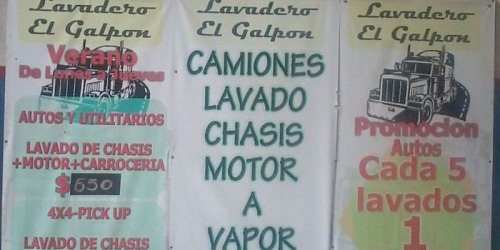 Lavadero
El Galpon
Verano
De Lunes a Jueves
AUTOS Y UTILITARIOS
LAVADO DE CHASIS
+MOTOR+CARROCERIA
$650
4X4-PICK UP
LAVADO DE CHASIS
Lavadero
El Galpon
CAMIONES
LAVADO
CHASIS
MOTOR
A
VAPOR
Lavadero
El Galpon
Promocion
Autos
Cada 5
lavados
1